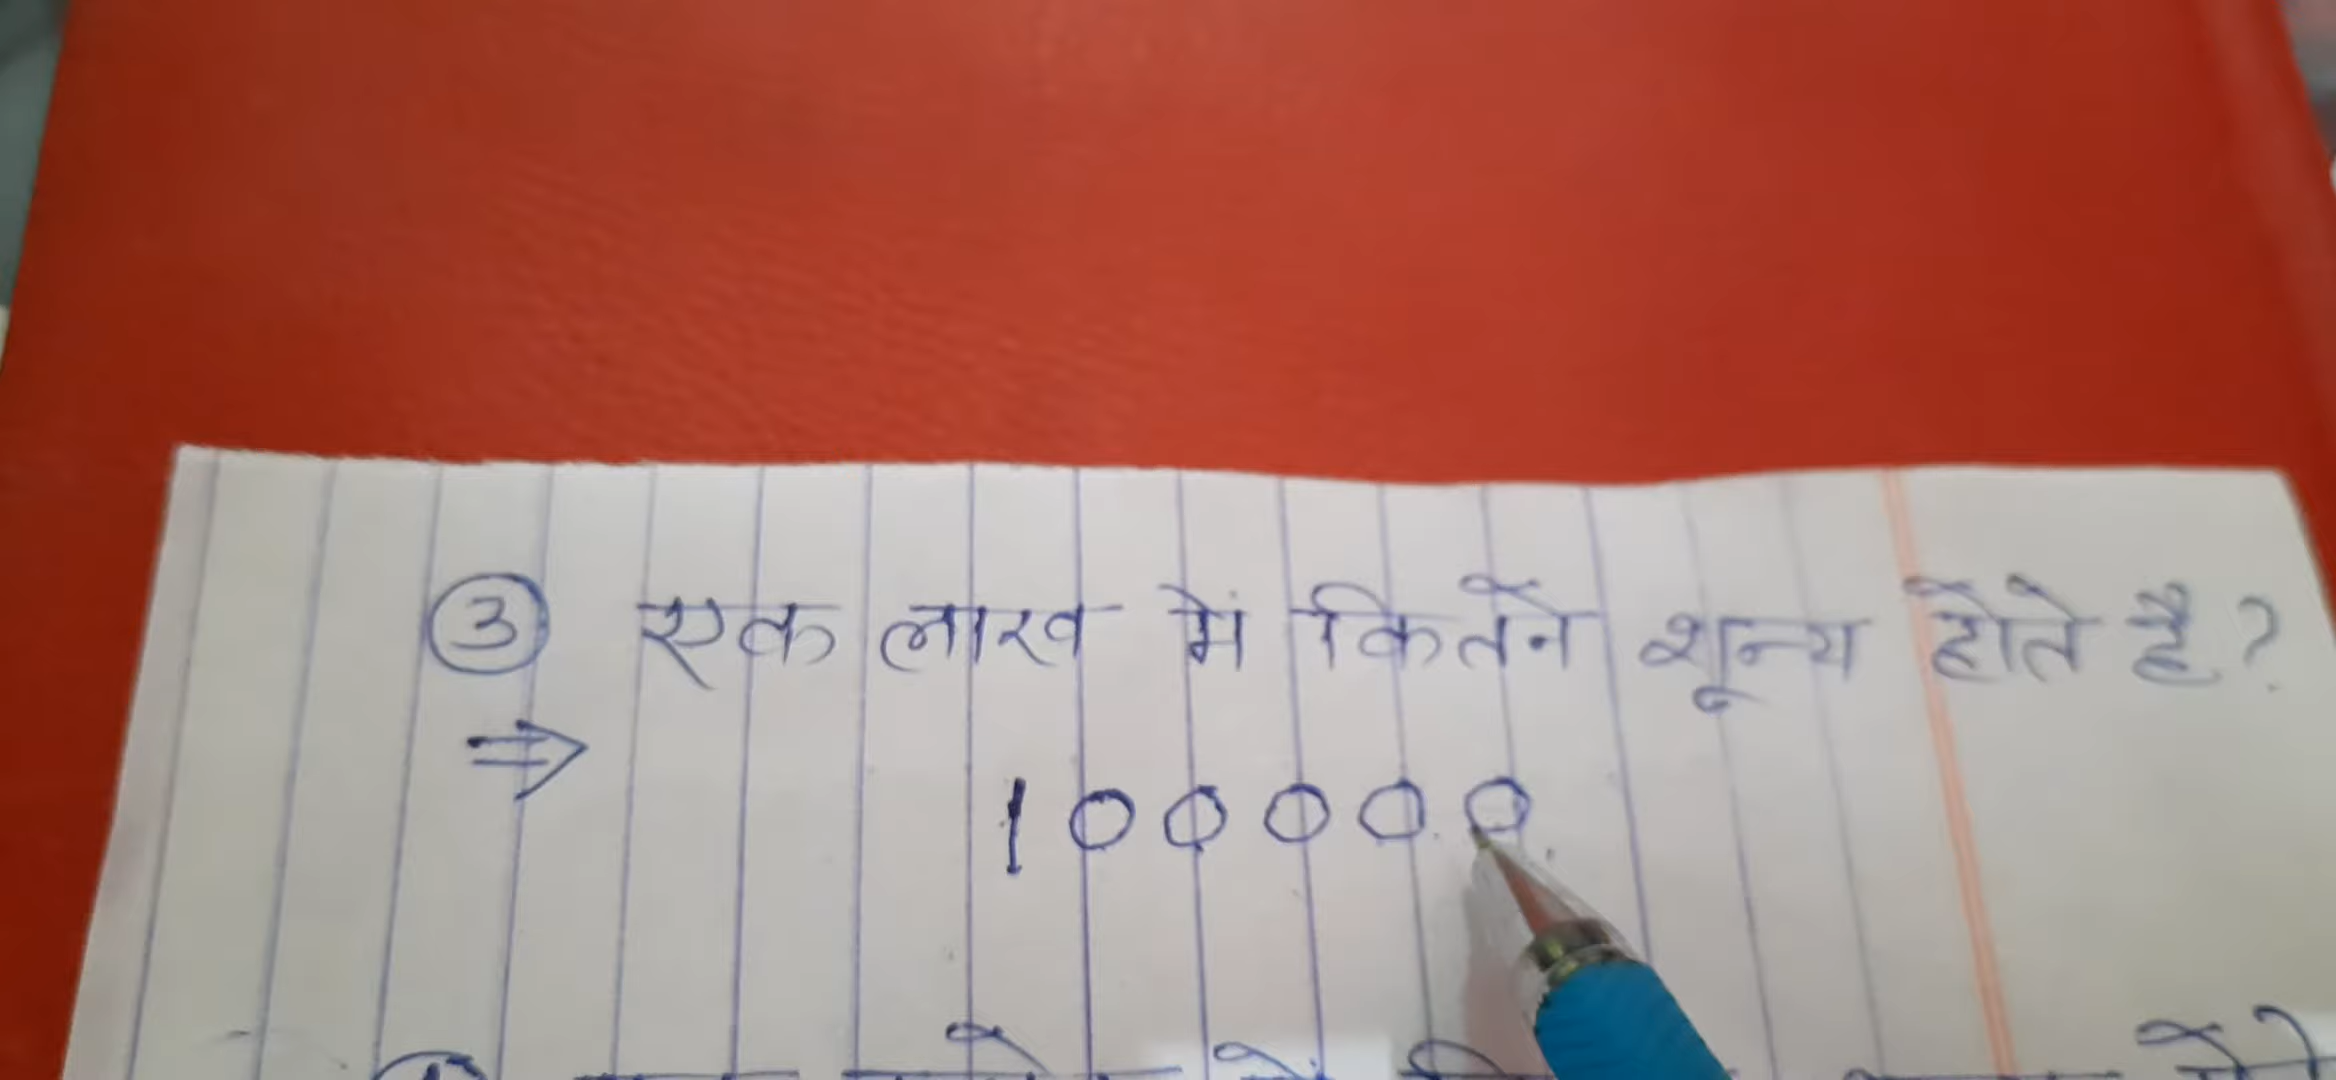 ③ एक लाख में कितने शून्य होते है?
⇒
100000